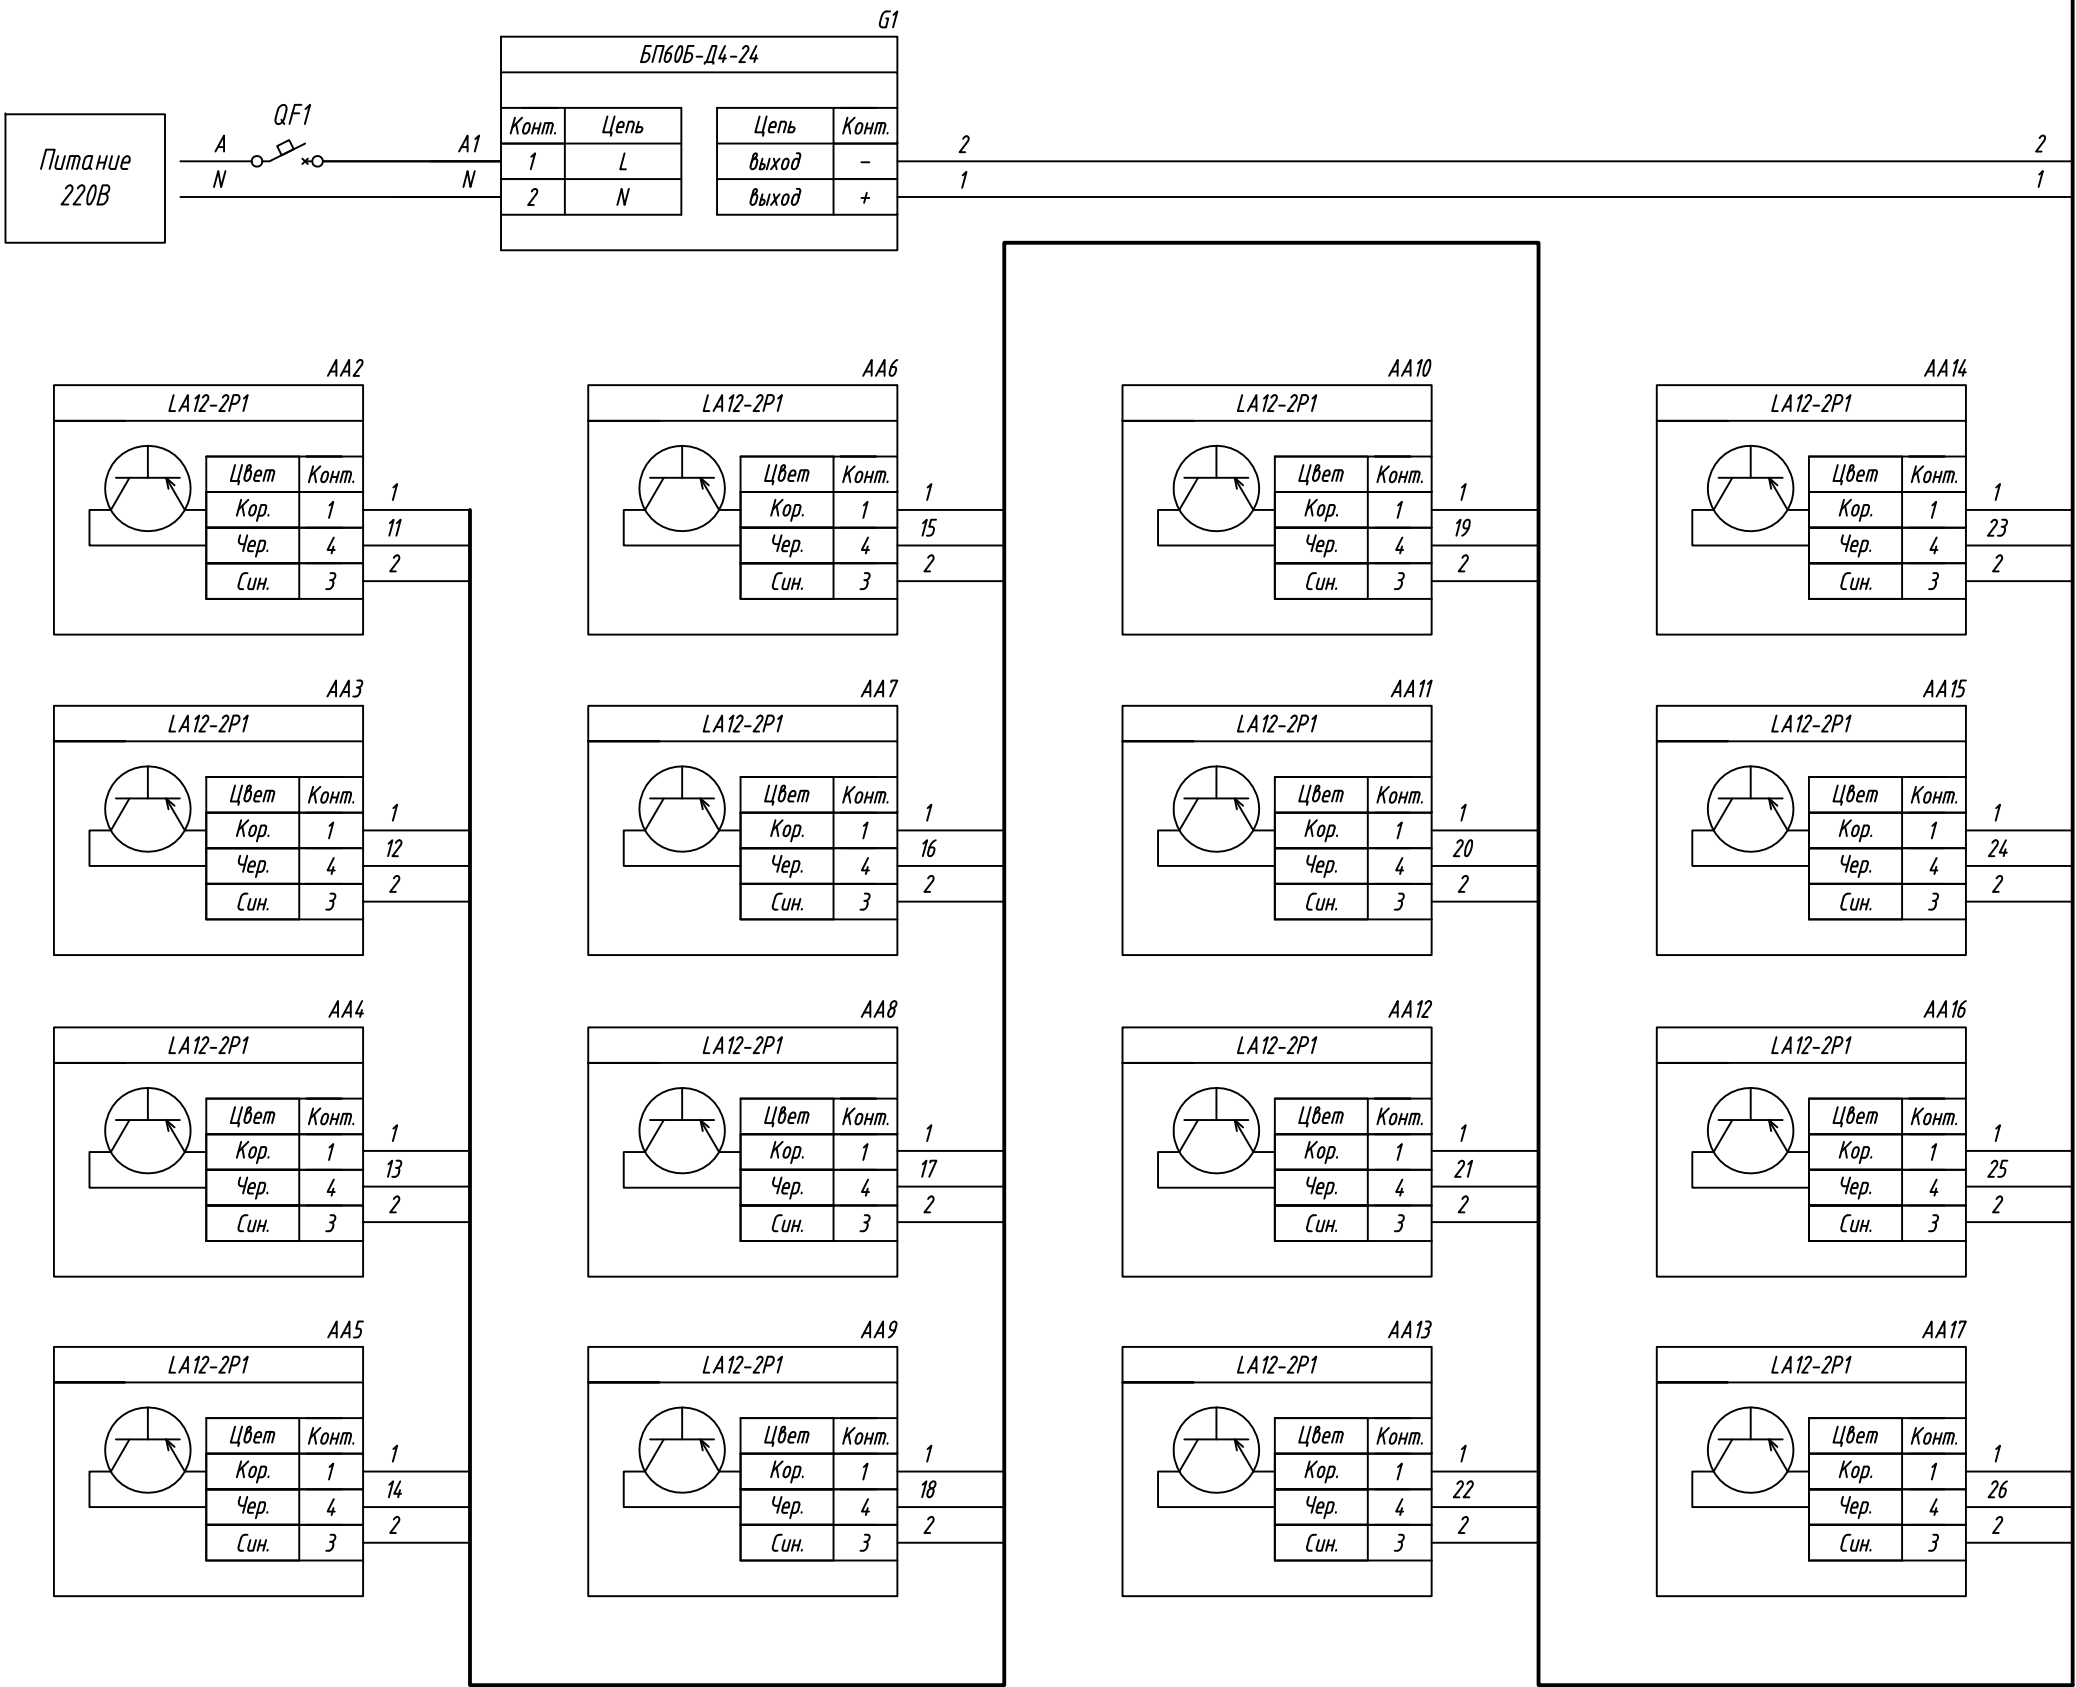 G1
БП60Б-Д4-24
Конт. Цепь Цепь Конт.
Питание
220В
QF1
A A1 1 L выход - 2 2
N N 2 N выход + 1 1
AA2 AA6 AA10 AA14
LA12-2P1 LA12-2P1 LA12-2P1 LA12-2P1
Цвет Конт. Цвет Конт. Цвет Конт. Цвет Конт.
Кор. 1 1 Кор. 1 1 Кор. 1 1 Кор. 1 1
Чер. 4 11 Чер. 4 15 Чер. 4 19 Чер. 4 23
Син. 3 2 Син. 3 2 Син. 3 2 Син. 3 2
AA3 AA7 AA11 AA15
LA12-2P1 LA12-2P1 LA12-2P1 LA12-2P1
Цвет Конт. Цвет Конт. Цвет Конт. Цвет Конт.
Кор. 1 1 Кор. 1 1 Кор. 1 1 Кор. 1 1
Чер. 4 12 Чер. 4 16 Чер. 4 20 Чер. 4 24
Син. 3 2 Син. 3 2 Син. 3 2 Син. 3 2
AA4 AA8 AA12 AA16
LA12-2P1 LA12-2P1 LA12-2P1 LA12-2P1
Цвет Конт. Цвет Конт. Цвет Конт. Цвет Конт.
Кор. 1 1 Кор. 1 1 Кор. 1 1 Кор. 1 1
Чер. 4 13 Чер. 4 17 Чер. 4 21 Чер. 4 25
Син. 3 2 Син. 3 2 Син. 3 2 Син. 3 2
AA5 AA9 AA13 AA17
LA12-2P1 LA12-2P1 LA12-2P1 LA12-2P1
Цвет Конт. Цвет Конт. Цвет Конт. Цвет Конт.
Кор. 1 1 Кор. 1 1 Кор. 1 1 Кор. 1 1
Чер. 4 14 Чер. 4 18 Чер. 4 22 Чер. 4 26
Син. 3 2 Син. 3 2 Син. 3 2 Син. 3 2